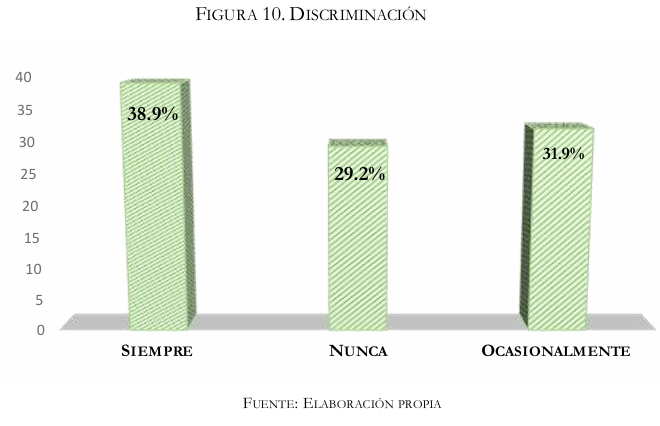 FIGURA 10. DISCRIMINACIÓN
40
35
30
25
20
15
10
5
0
38.9%
29.2%
31.9%
SIEMPRE
NUNCA
OCASIONALMENTE
FUENTE: ELABORACIÓN PROPIA